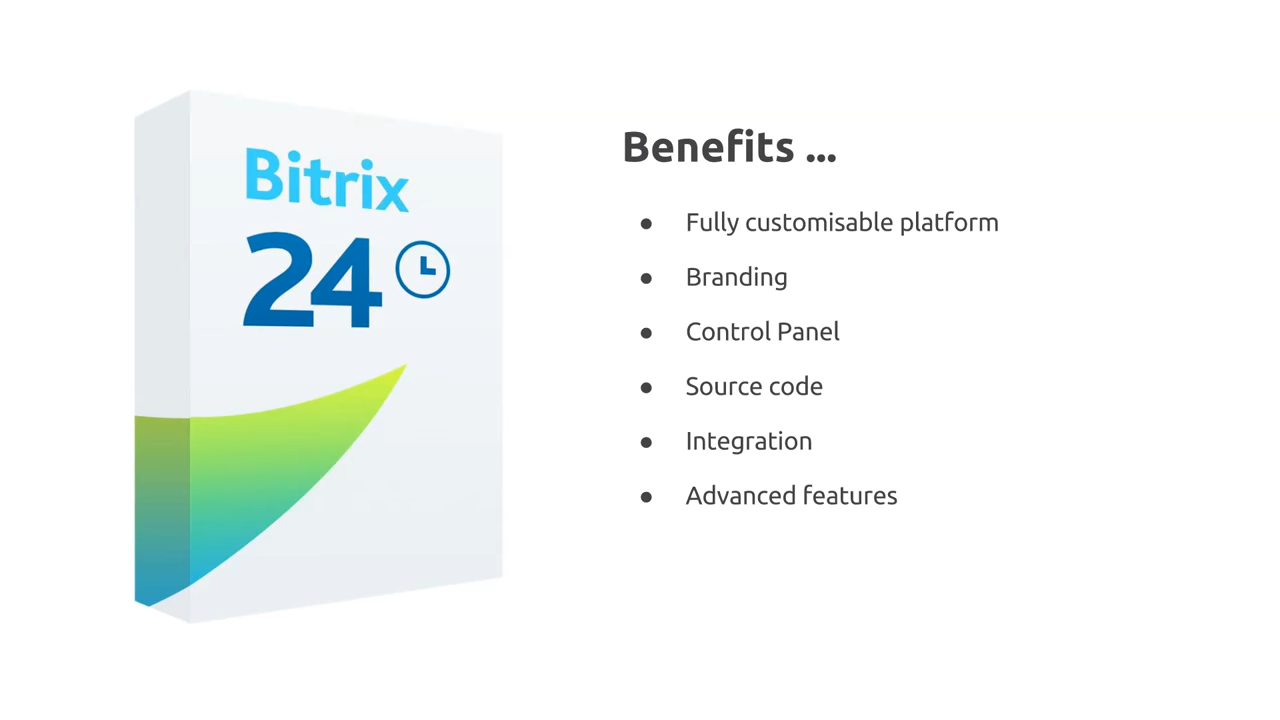 Bitrix
24
Benefits ...
● Fully customisable platform
● Branding
● Control Panel
● Source code
● Integration
● Advanced features